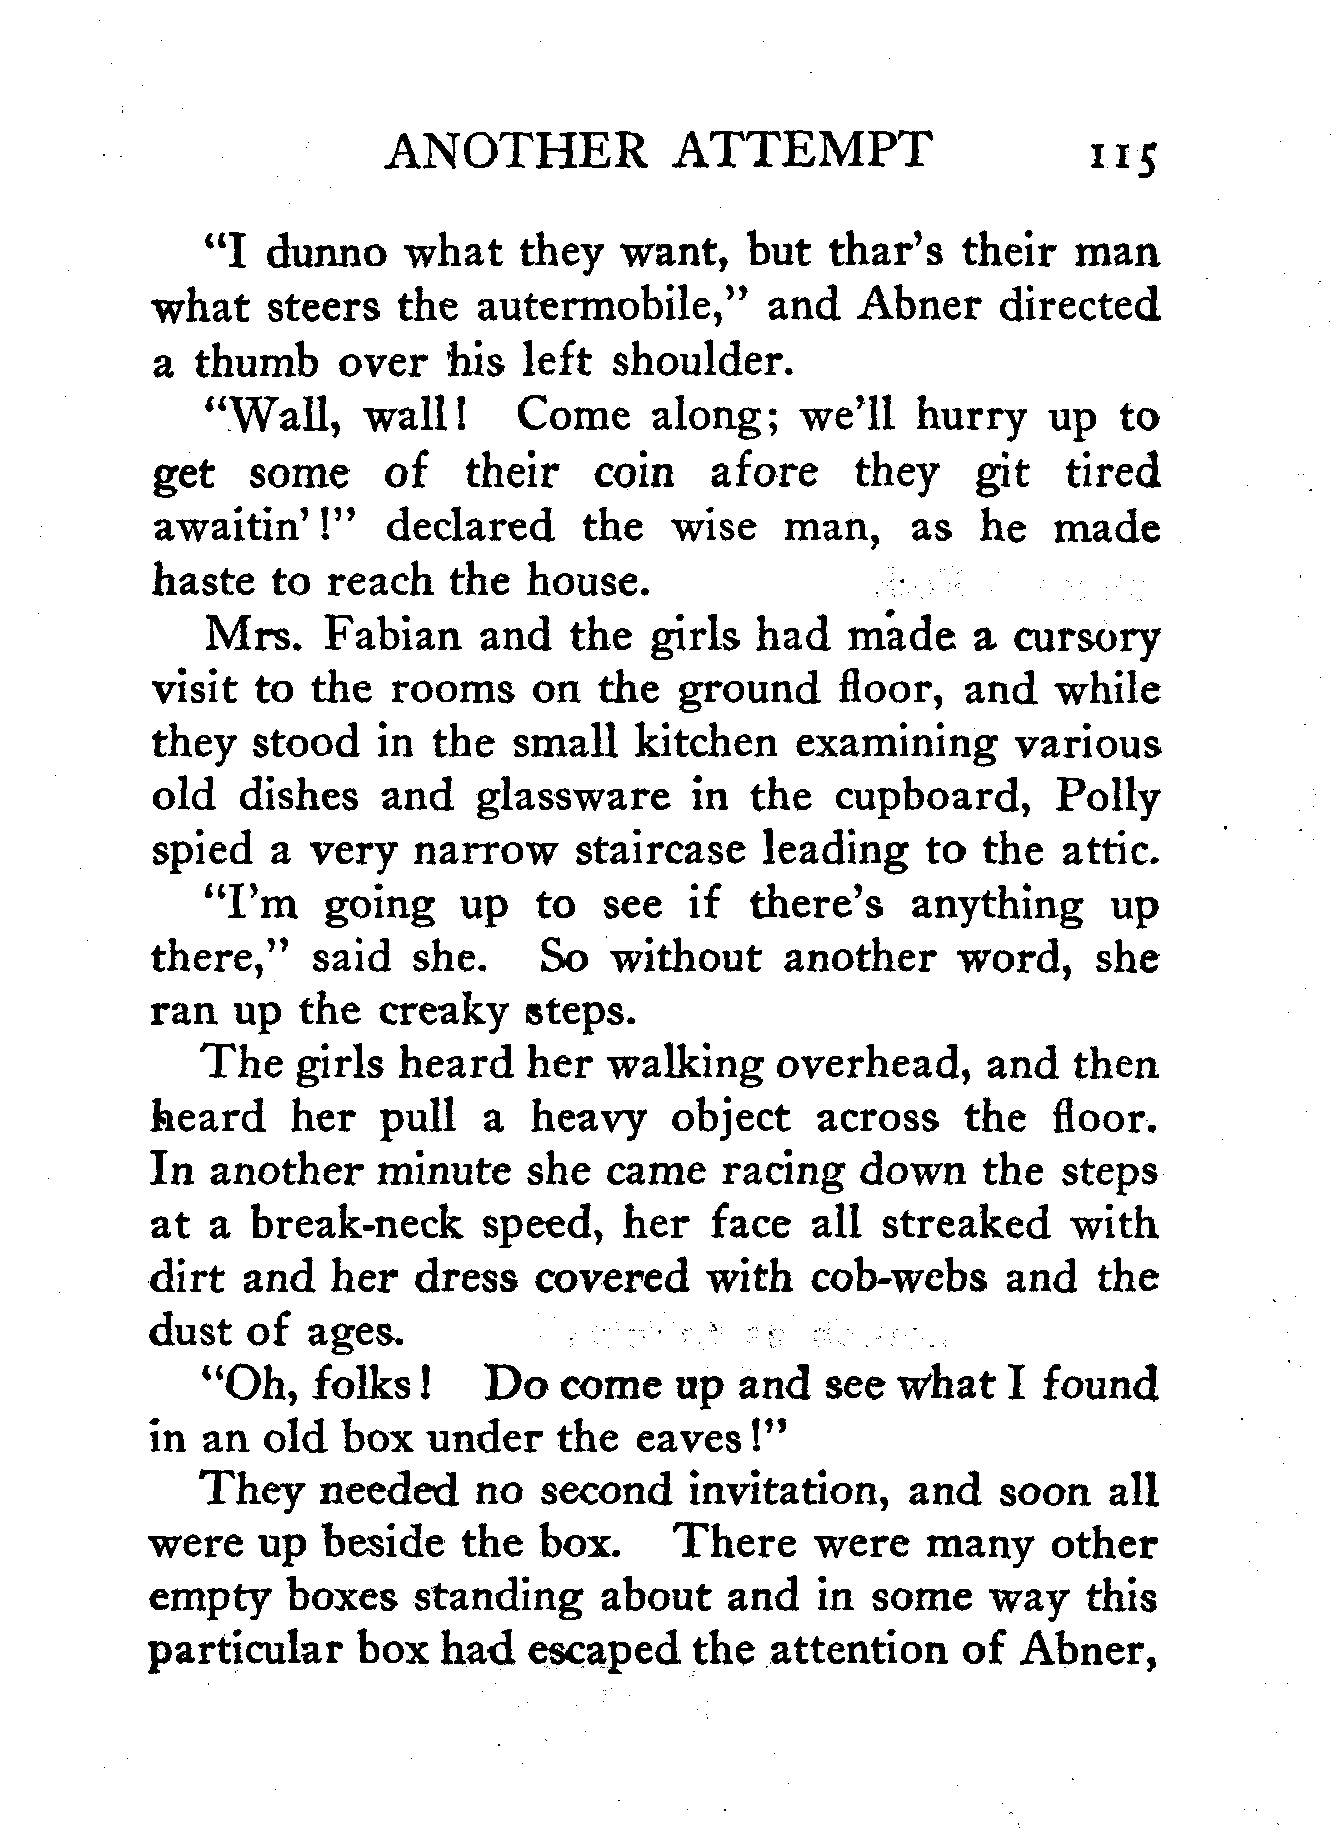 ANOTHER ATTEMPT 115
“I dunno what they want, but thar’s their man
what steers the autermobile,” and Abner directed
a thumb over his left shoulder.
“Wall, wall! Come along; we’ll hurry up to
get some of their coin afore they git tired
awaitin’!” declared the wise man, as he made
haste to reach the house.
Mrs. Fabian and the girls had made a cursory
visit to the rooms on the ground floor, and while
they stood in the small kitchen examining various
old dishes and glassware in the cupboard, Polly
spied a very narrow staircase leading to the attic.
“I’m going up to see if there’s anything up
there,” said she. So without another word, she
ran up the creaky steps.
The girls heard her walking overhead, and then
heard her pull a heavy object across the floor.
In another minute she came racing down the steps
at a break-neck speed, her face all streaked with
dirt and her dress covered with cob-webs and the
dust of ages.
“Oh, folks! Do come up and see what I found
in an old box under the eaves!”
They needed no second invitation, and soon all
were up beside the box. There were many other
empty boxes standing about and in some way this
particular box had escaped the attention of Abner,